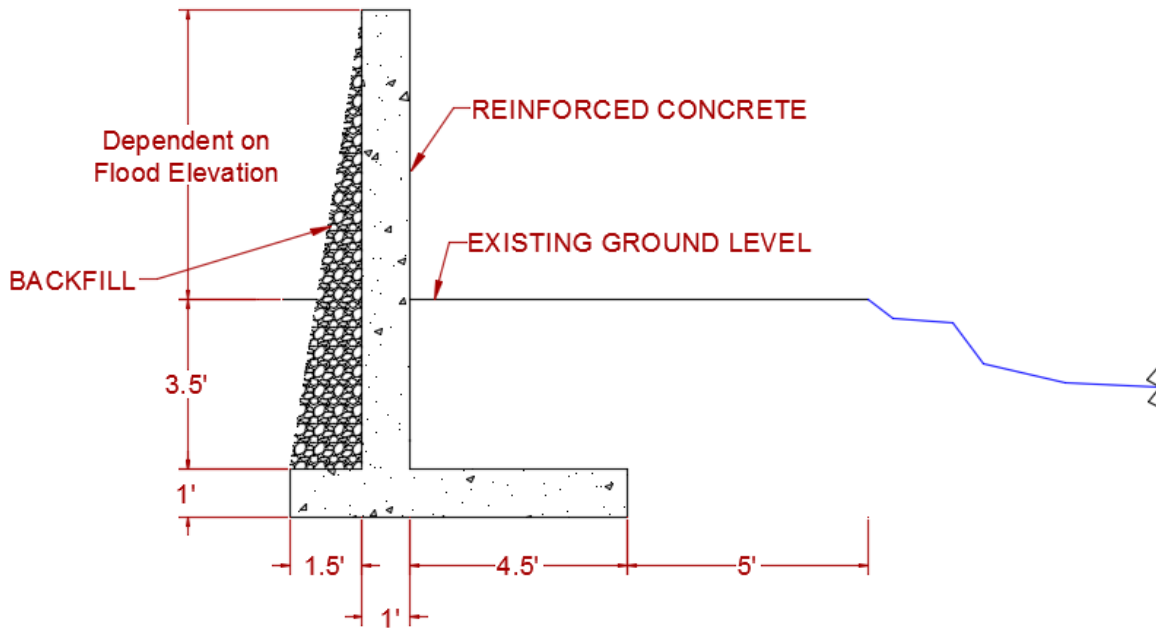 REINFORCED CONCRETE
Dependent on
Flood Elevation
EXISTING GROUND LEVEL
BACKFILL
3.5'
1'
1.5'
4.5'
5'
1'